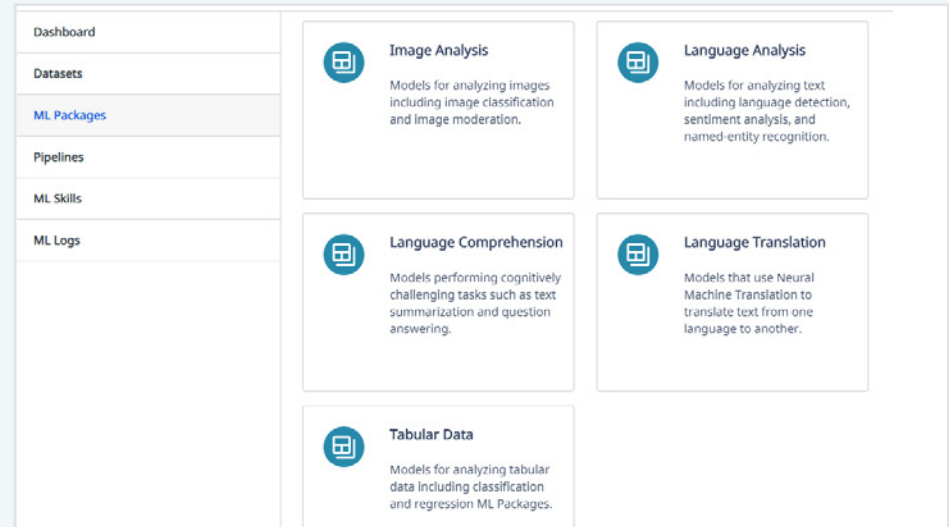 Dashboard
Datasets
ML Packages
Pipelines
ML Skills
ML Logs
Image Analysis
Models for analyzing images
including image classification
and image moderation.
Language Analysis
Models for analyzing text
including language detection,
sentiment analysis, and
named-entity recognition.
Language Comprehension
Models performing cognitively
challenging tasks such as text
summarization and question
answering.
Language Translation
Models that use Neural
Machine Translation to
translate text from one
language to another.
Tabular Data
Models for analyzing tabular
data including classification
and regression ML Packages.